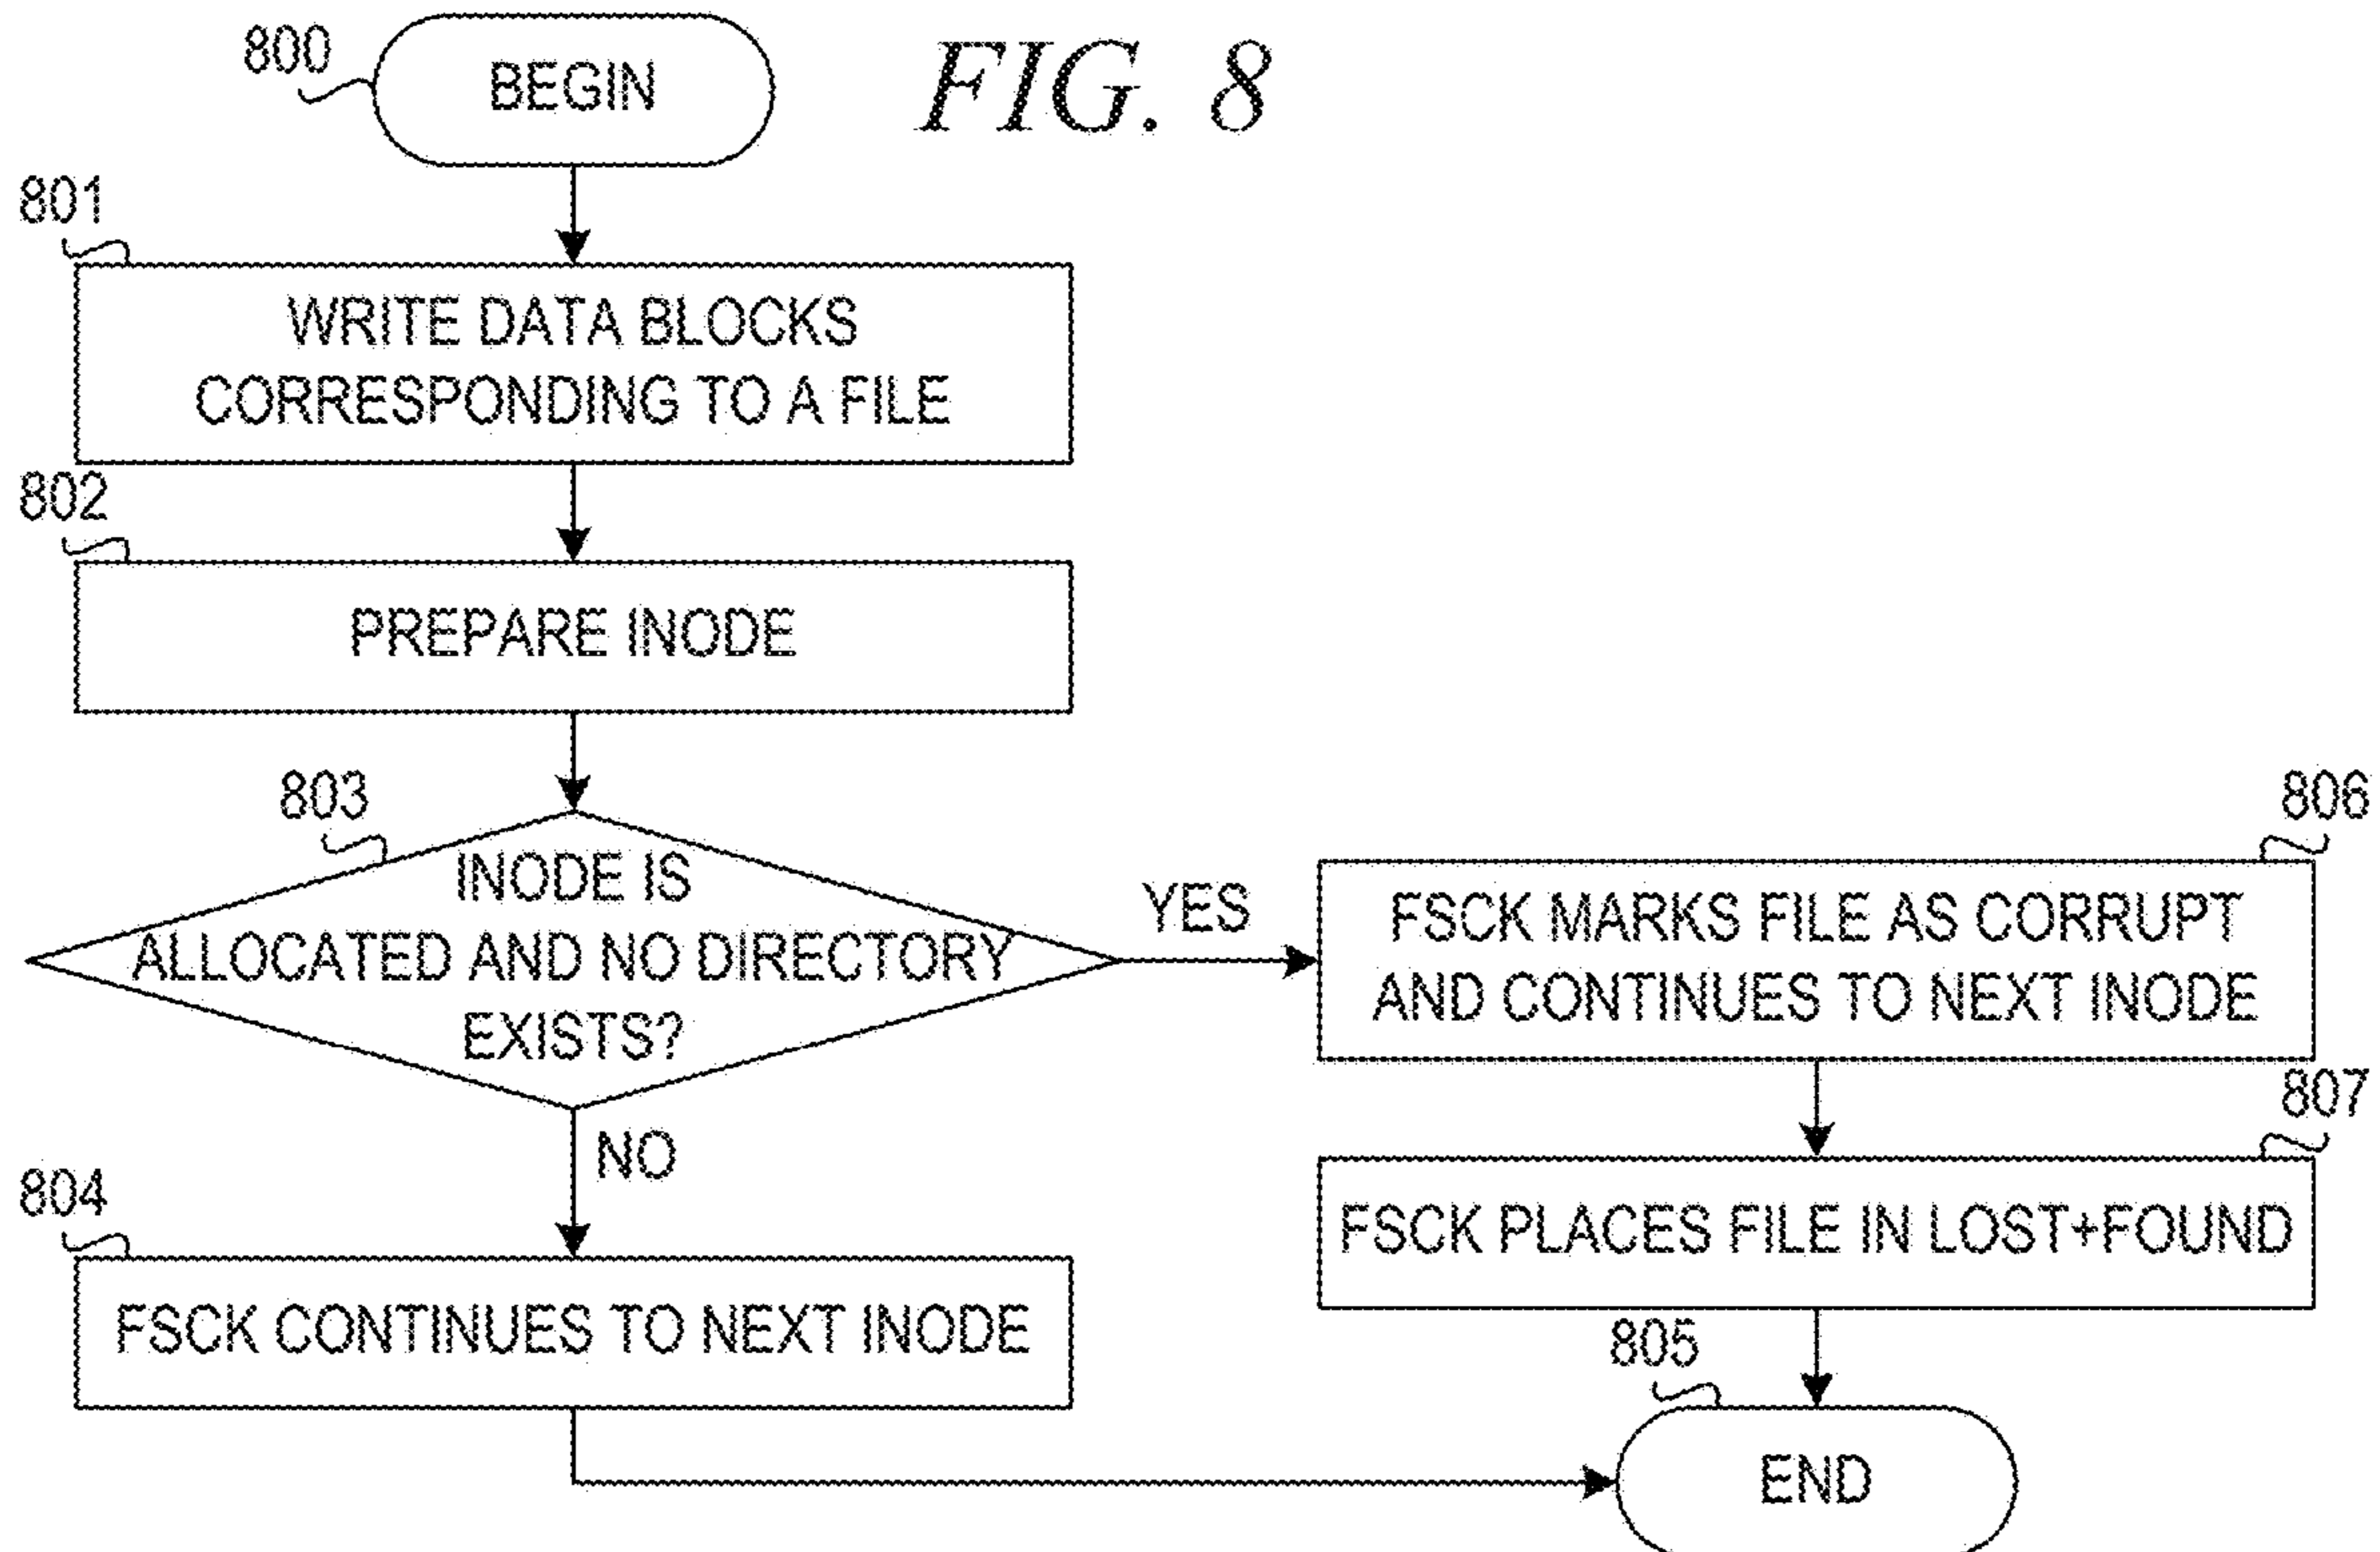 800
BEGIN
FIG. 8
801
WRITE DATA BLOCKS
CORRESPONDING TO A FILE
802
PREPARE INODE
803
INODE IS
ALLOCATED AND NO DIRECTORY
EXISTS?
YES
NO
806
FSCK MARKS FILE AS CORRUPT
AND CONTINUES TO NEXT INODE
807
FSCK PLACES FILE IN LOST+FOUND
804
FSCK CONTINUES TO NEXT INODE
805
END